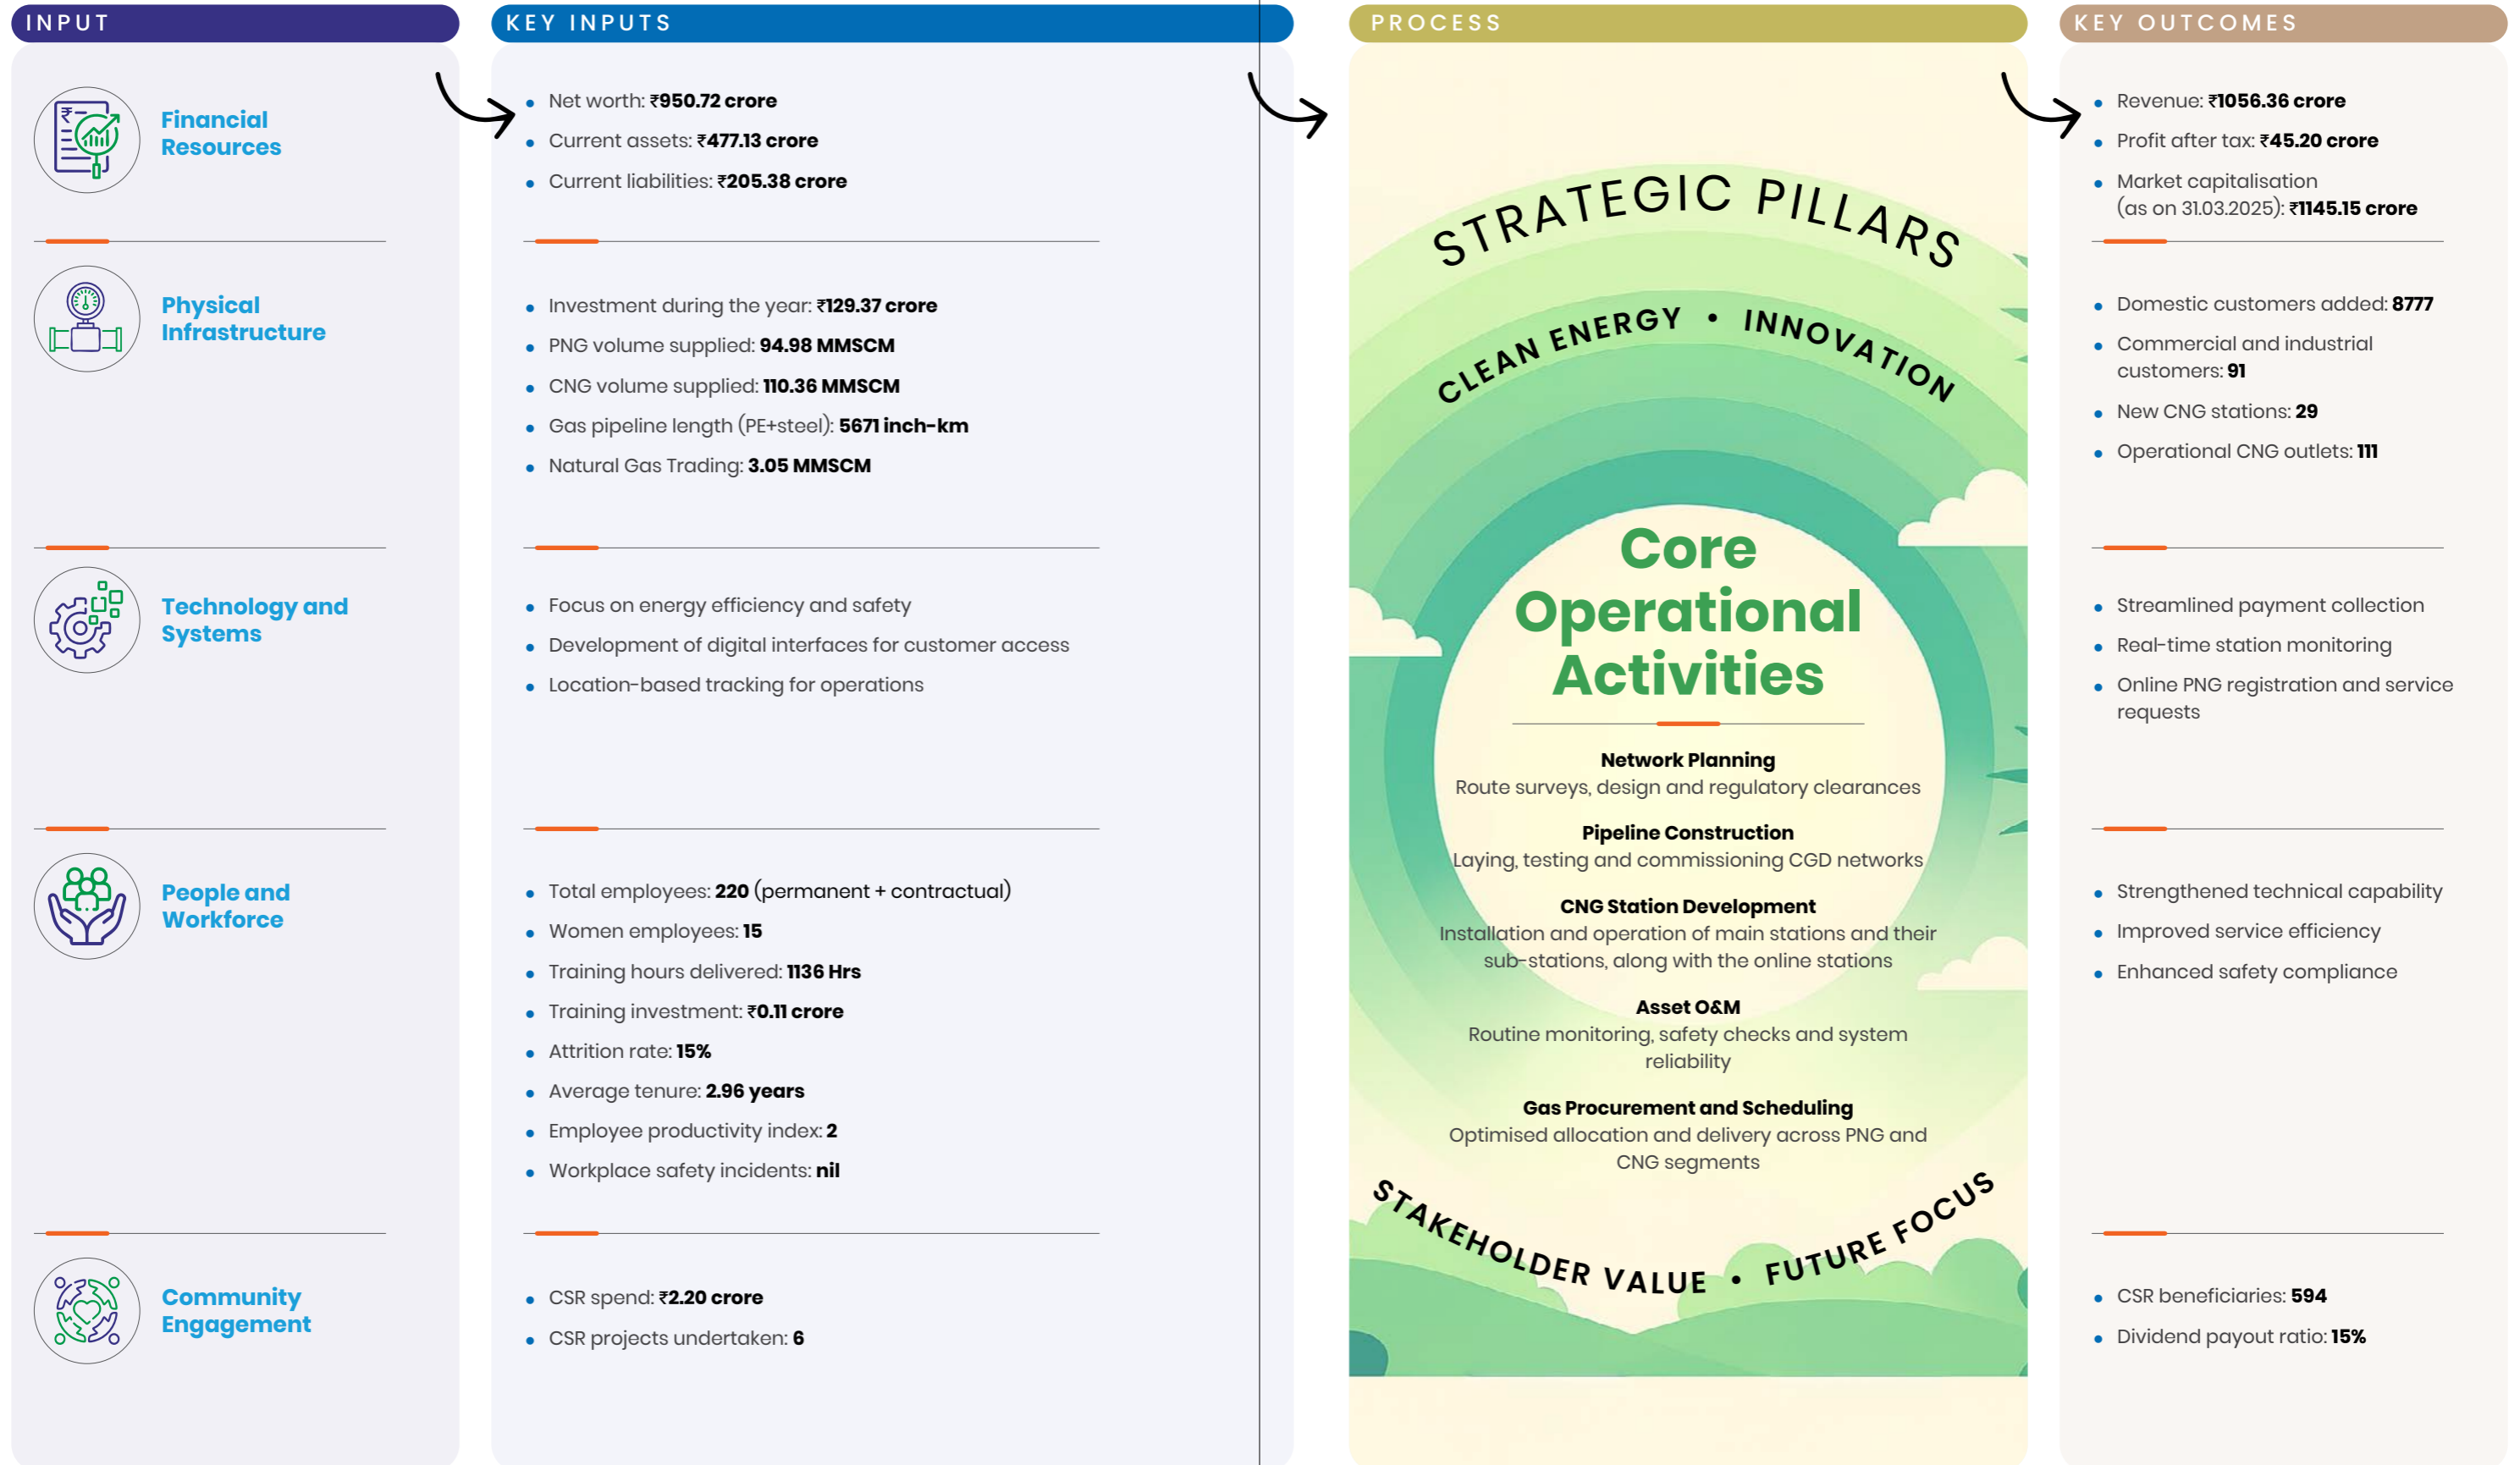 INPUT
Financial
Resources
Physical
Infrastructure
Technology and
Systems
People and
Workforce
Community
Engagement
KEY INPUTS
Net worth: ₹950.72 crore
Current assets: ₹477.13 crore
Current liabilities: ₹205.38 crore
Investment during the year: ₹129.37 crore
PNG volume supplied: 94.98 MMSCM
CNG volume supplied: 110.36 MMSCM
Gas pipeline length (PE+steel): 5671 inch-km
Natural Gas Trading: 3.05 MMSCM
Focus on energy efficiency and safety
Development of digital interfaces for customer access
Location-based tracking for operations
Total employees: 220 (permanent + contractual)
Women employees: 15
Training hours delivered: 1136 Hrs
Training investment: ₹0.11 crore
Attrition rate: 15%
Average tenure: 2.96 years
Employee productivity index: 2
Workplace safety incidents: nil
CSR spend: ₹2.20 crore
CSR projects undertaken: 6
PROCESS
STRATEGIC PILLARS
CLEAN ENERGY • INNOVATION
Core
Operational
Activities
Network Planning
Route surveys, design and regulatory clearances
Pipeline Construction
Laying, testing and commissioning CGD networks
CNG Station Development
Installation and operation of main stations and their
sub-stations, along with the online stations
Asset O&M
Routine monitoring, safety checks and system
reliability
Gas Procurement and Scheduling
Optimised allocation and delivery across PNG and
CNG segments
STAKEHOLDER VALUE • FUTURE FOCUS
KEY OUTCOMES
Revenue: ₹1056.36 crore
Profit after tax: ₹45.20 crore
Market capitalisation
(as on 31.03.2025): ₹1145.15 crore
Domestic customers added: 8777
Commercial and industrial
customers: 91
New CNG stations: 29
Operational CNG outlets: 111
Streamlined payment collection
Real-time station monitoring
Online PNG registration and service
requests
Strengthened technical capability
Improved service efficiency
Enhanced safety compliance
CSR beneficiaries: 594
Dividend payout ratio: 15%